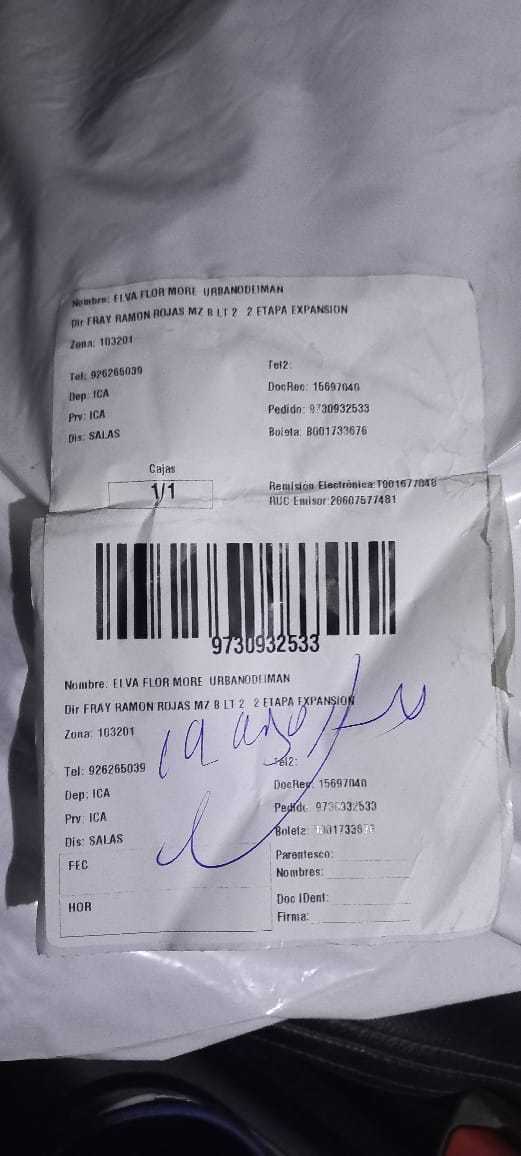 Nombre: ELVA FLOR MORE URBANODEIMAN
Dir FRAY RAMON ROJAS MZ B LT 2 2 ETAPA EXPANSION
Zona: 103201
Tel: 926265039
Tel2:
Dep: ICA
DocRec: 15697040
Prv: ICA
Pedido: 9730932533
Dis: SALAS
Boleta: B001733676
Cajas
1/1
Remisión Electrónica:T001677048
RUC Emisor:20607577481
9730932533
Nombre: ELVA FLOR MORE URBANODEIMAN
Dir FRAY RAMON ROJAS MZ B LT 2 2 ETAPA EXPANSION
Zona: 103201
Tel: 926265039
Tel2:
Dep: ICA
DocRec: 15697040
Prv: ICA
Pedido: 9730932533
Dis: SALAS
Boleta: B001733676
FEC
Parentesco:
Nombres:
HOR
Doc IDent:
Firma: